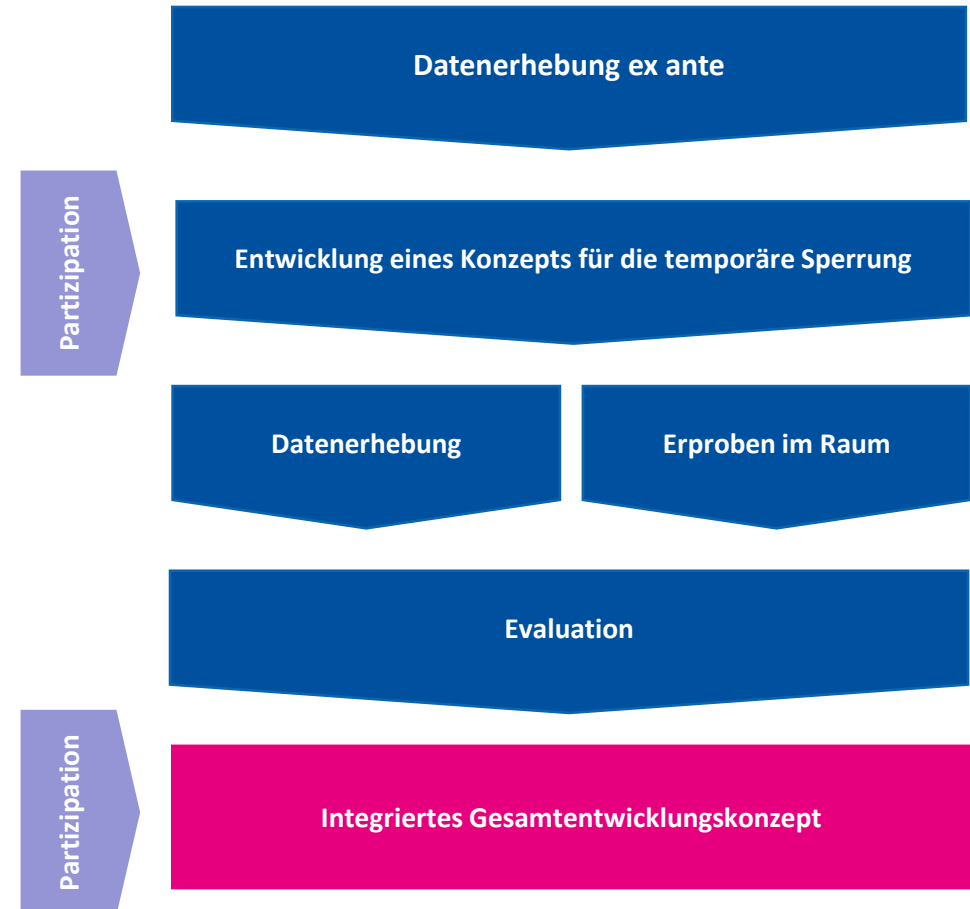 Datenerhebung ex ante
Partizipation
Entwicklung eines Konzepts für die temporäre Sperrung
Datenerhebung
Erproben im Raum
Evaluation
Partizipation
Integriertes Gesamtentwicklungskonzept